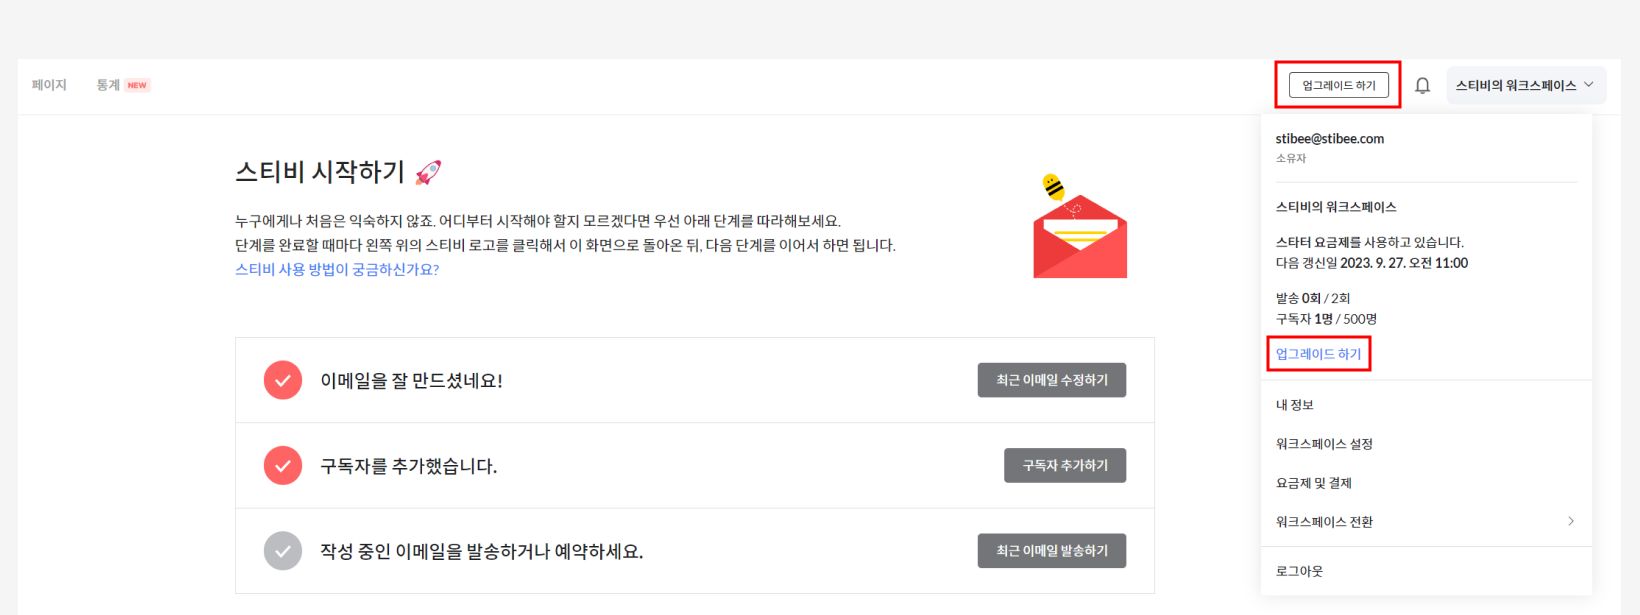 페이지 통계 NEW 업그레이드 하기 스티비의 워크스페이스
스티비 시작하기
누구에게나 처음은 익숙하지 않죠. 어디부터 시작해야 할지 모르겠다면 우선 아래 단계를 따라해보세요.
단계를 완료할 때마다 왼쪽 위의 스티비 로고를 클릭해서 이 화면으로 돌아온 뒤, 다음 단계를 이어서 하면 됩니다.
스티비 사용 방법이 궁금하신가요?
이메일을 잘 만드셨네요! 최근 이메일 수정하기
구독자를 추가했습니다. 구독자 추가하기
작성 중인 이메일을 발송하거나 예약하세요. 최근 이메일 발송하기
stibee@stibee.com
소유자
스티비의 워크스페이스
스타터 요금제를 사용하고 있습니다.
다음 갱신일 2023. 9. 27. 오전 11:00
발송 0회 / 2회
구독자 1명 / 500명
업그레이드 하기
내 정보
워크스페이스 설정
요금제 및 결제
워크스페이스 전환
로그아웃